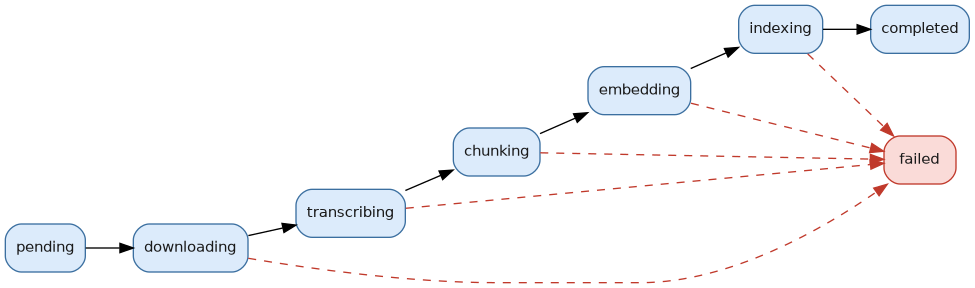 pending
downloading
transcribing
chunking
embedding
indexing
completed
failed